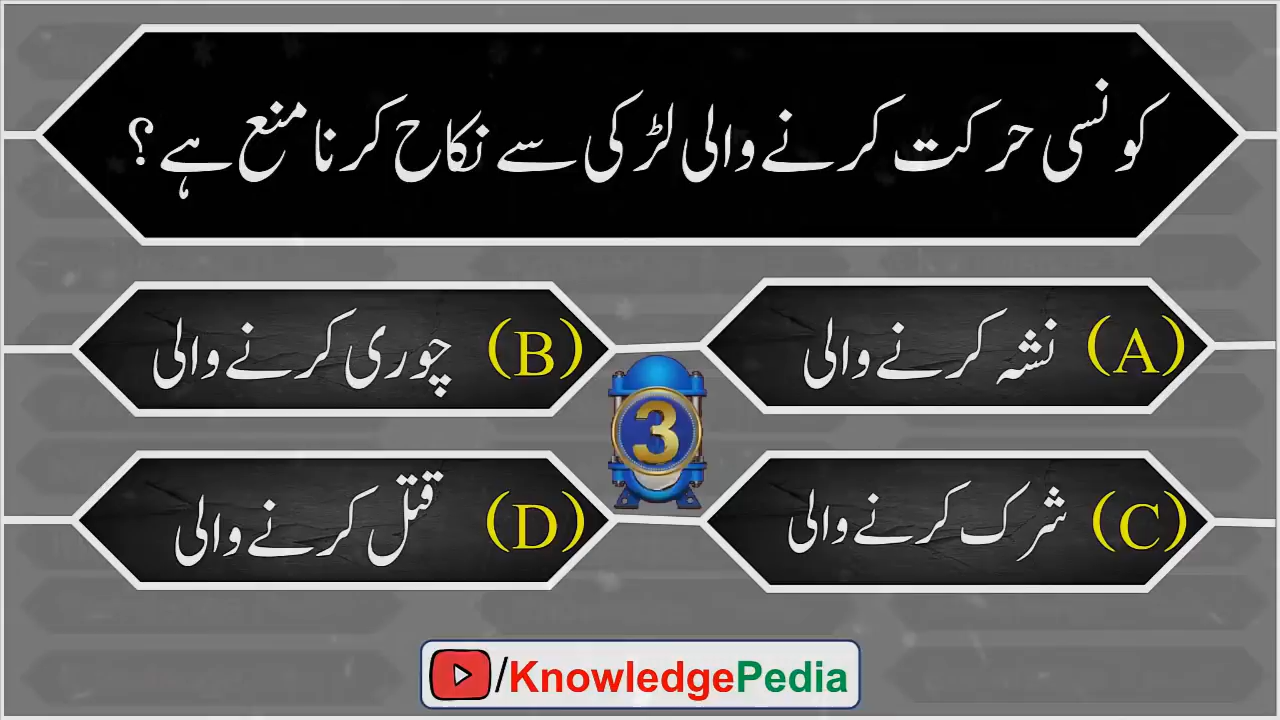 کونسی حرکت کرنے والی لڑکی سے نکاح کرنا منع ہے؟
(A) نشہ کرنے والی
(B) چوری کرنے والی
3
(C) شرک کرنے والی
(D) قتل کرنے والی
/KnowledgePedia